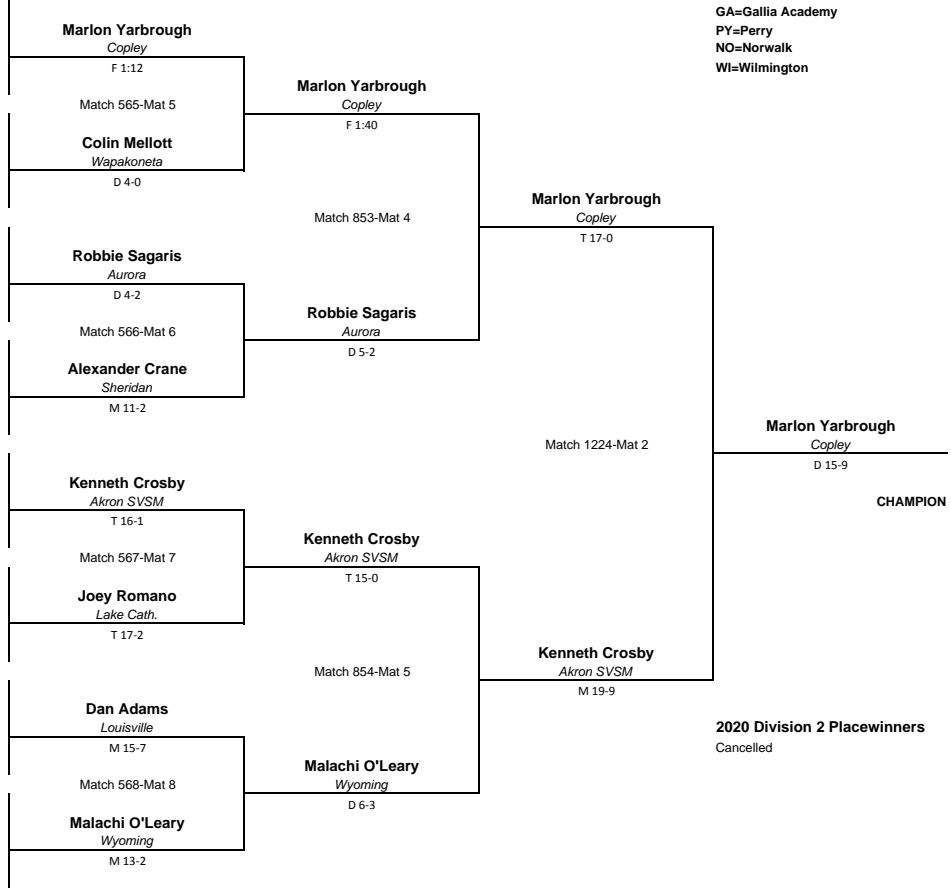 GA=Gallia Academy
PY=Perry
NO=Norwalk
WI=Wilmington
Marlon Yarbrough
Copley
F 1:12
Match 565-Mat 5
Colin Mellott
Wapakoneta
D 4-0
Robbie Sagaris
Aurora
D 4-2
Match 566-Mat 6
Alexander Crane
Sheridan
M 11-2
Kenneth Crosby
Akron SVSM
T 16-1
Match 567-Mat 7
Joey Romano
Lake Cath.
T 17-2
Dan Adams
Louisville
M 15-7
Match 568-Mat 8
Malachi O'Leary
Wyoming
M 13-2
Marlon Yarbrough
Copley
F 1:40
Match 853-Mat 4
Robbie Sagaris
Aurora
D 5-2
Kenneth Crosby
Akron SVSM
T 15-0
Match 854-Mat 5
Malachi O'Leary
Wyoming
D 6-3
Marlon Yarbrough
Copley
T 17-0
Match 1224-Mat 2
Kenneth Crosby
Akron SVSM
M 19-9
Marlon Yarbrough
Copley
D 15-9
CHAMPION
2020 Division 2 Placewinners
Cancelled